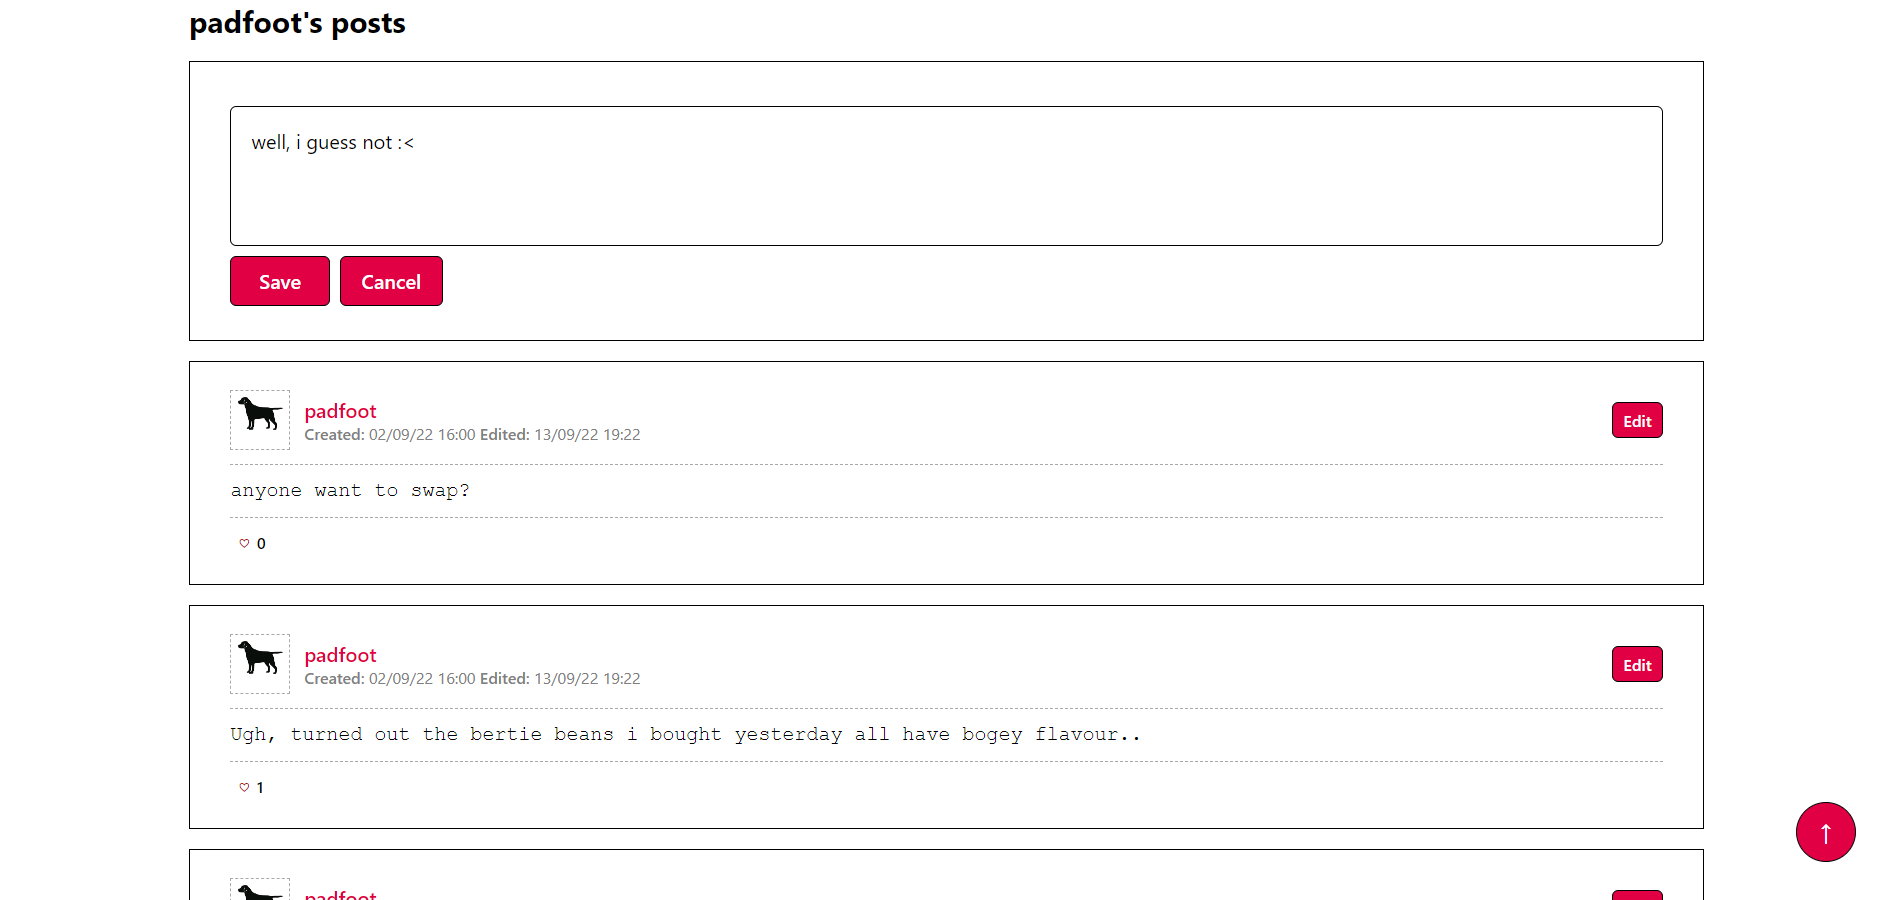 padfoot's posts
well, i guess not :<
Save Cancel
padfoot
Created: 02/09/22 16:00 Edited: 13/09/22 19:22
Edit
anyone want to swap?
♡ 0
padfoot
Created: 02/09/22 16:00 Edited: 13/09/22 19:22
Edit
Ugh, turned out the bertie beans i bought yesterday all have bogey flavour..
♡ 1
↑
padfoot